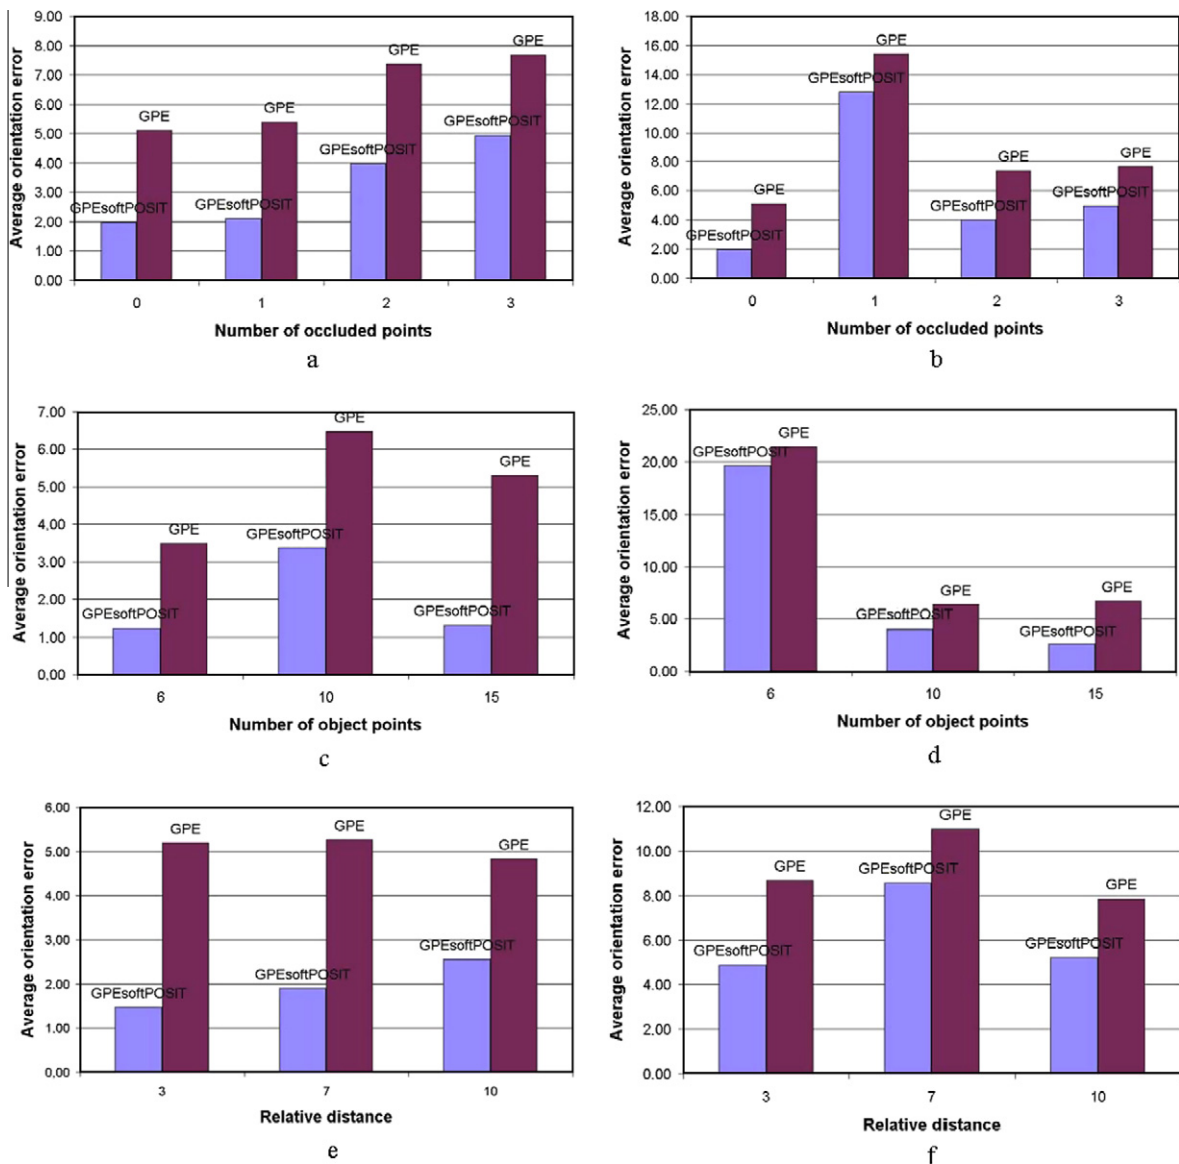 9.00
8.00
7.00
6.00
5.00
4.00
3.00
2.00
1.00
0.00
Average orientation error
GPEsoftPOSIT
GPE
GPEsoftPOSIT
GPE
GPEsoftPOSIT
GPE
GPEsoftPOSIT
GPE
0
1
2
3
Number of occluded points
a
18.00
16.00
14.00
12.00
10.00
8.00
6.00
4.00
2.00
0.00
Average orientation error
GPEsoftPOSIT
GPE
GPEsoftPOSIT
GPE
GPEsoftPOSIT
GPE
GPEsoftPOSIT
GPE
0
1
2
3
Number of occluded points
b
7.00
6.00
5.00
4.00
3.00
2.00
1.00
0.00
Average orientation error
GPEsoftPOSIT
GPE
GPEsoftPOSIT
GPE
GPEsoftPOSIT
GPE
6
10
15
Number of object points
c
25.00
20.00
15.00
10.00
5.00
0.00
Average orientation error
GPEsoftPOSIT
GPE
GPEsoftPOSIT
GPE
GPEsoftPOSIT
GPE
6
10
15
Number of object points
d
6.00
5.00
4.00
3.00
2.00
1.00
0.00
Average orientation error
GPEsoftPOSIT
GPE
GPEsoftPOSIT
GPE
GPEsoftPOSIT
GPE
3
7
10
Relative distance
e
12.00
10.00
8.00
6.00
4.00
2.00
0.00
Average orientation error
GPEsoftPOSIT
GPE
GPEsoftPOSIT
GPE
GPEsoftPOSIT
GPE
3
7
10
Relative distance
f